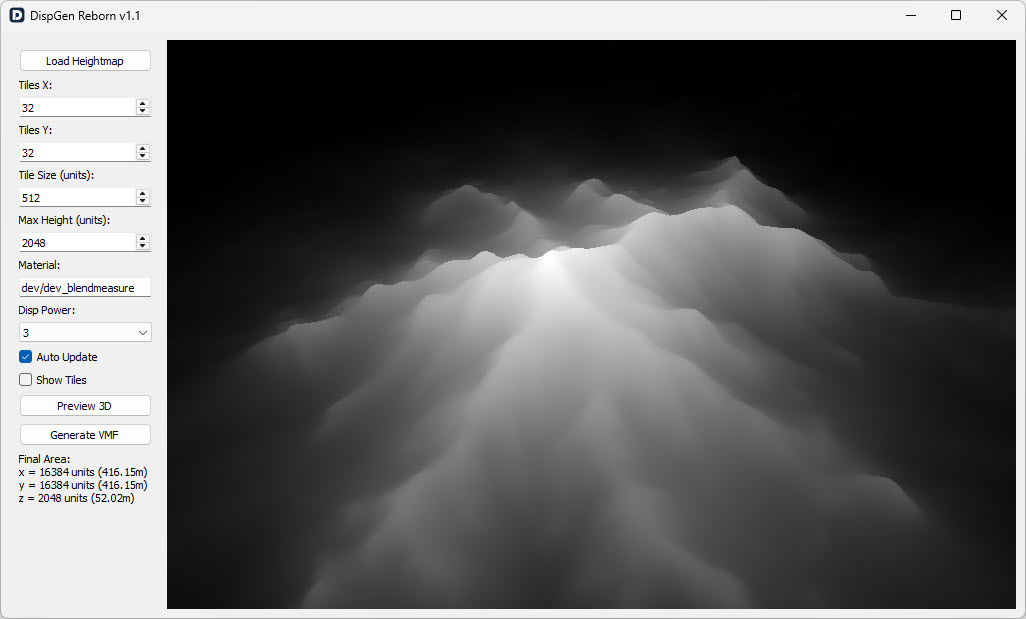 DispGen Reborn v1.1
Load Heightmap
Tiles X:
32
Tiles Y:
32
Tile Size (units):
512
Max Height (units):
2048
Material:
dev/dev_blendmeasure
Disp Power:
3
Auto Update
Show Tiles
Preview 3D
Generate VMF
Final Area:
x = 16384 units (416.15m)
y = 16384 units (416.15m)
z = 2048 units (52.02m)